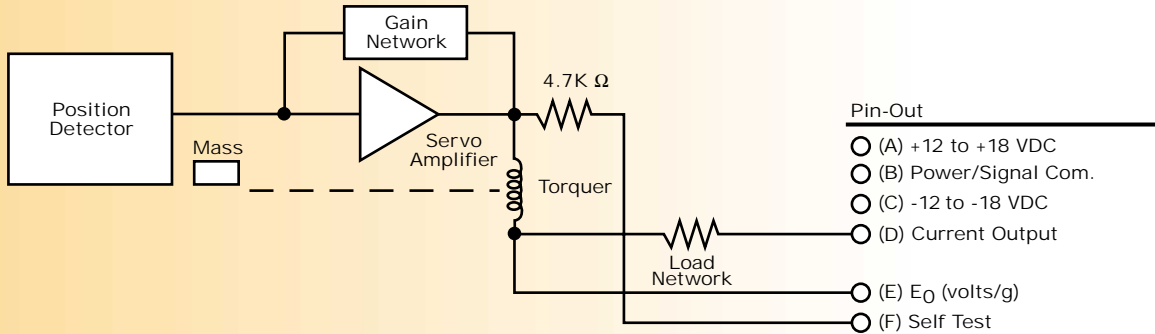 Gain
Network
4.7K Ω
Position
Detector
Pin-Out
Mass
Servo
Amplifier
(A) +12 to +18 VDC
(B) Power/Signal Com.
Torquer
(C) -12 to -18 VDC
(D) Current Output
Load
Network
(E) E0 (volts/g)
(F) Self Test